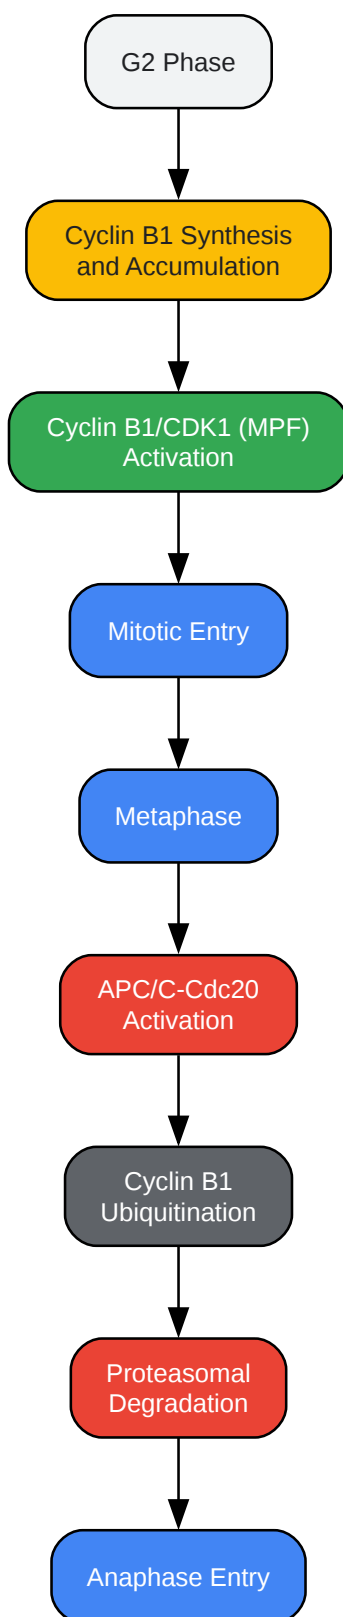 G2 Phase
Cyclin B1 Synthesis
and Accumulation
Cyclin B1/CDK1 (MPF)
Activation
Mitotic Entry
Metaphase
APC/C-Cdc20
Activation
Cyclin B1
Ubiquitination
Proteasomal
Degradation
Anaphase Entry